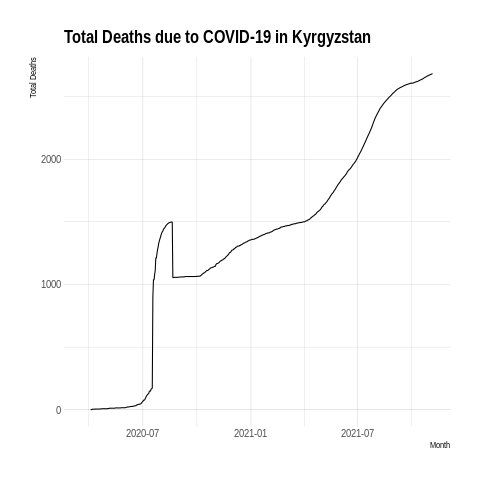 Total Deaths due to COVID-19 in Kyrgyzstan
Total Deaths
2000
1000
0
2020-07 2021-01 2021-07
Month